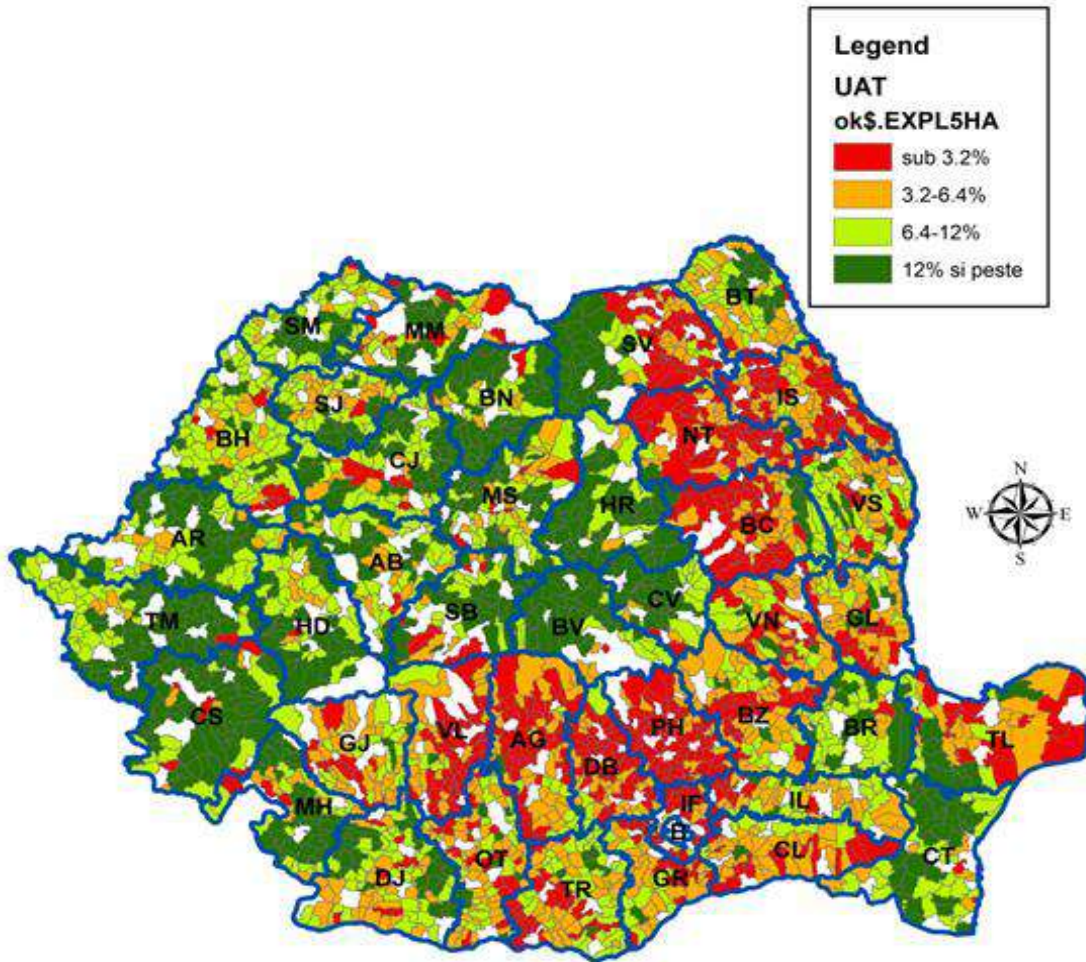 Legend
UAT
ok$.EXPL5HA
sub 3.2%
3.2-6.4%
6.4-12%
12% si peste
BT
SM
MM
SV
BN
IS
SJ
BH
NT
CJ
MS
HR
VS
BC
AR
AB
CV
SB
TM
HD
BV
VN
GL
CS
PH
BZ
BR
VL
AG
GJ
TL
DB
IF
IL
MH
B
CL
CT
OT
DJ
TR
GR
N
W
E
S